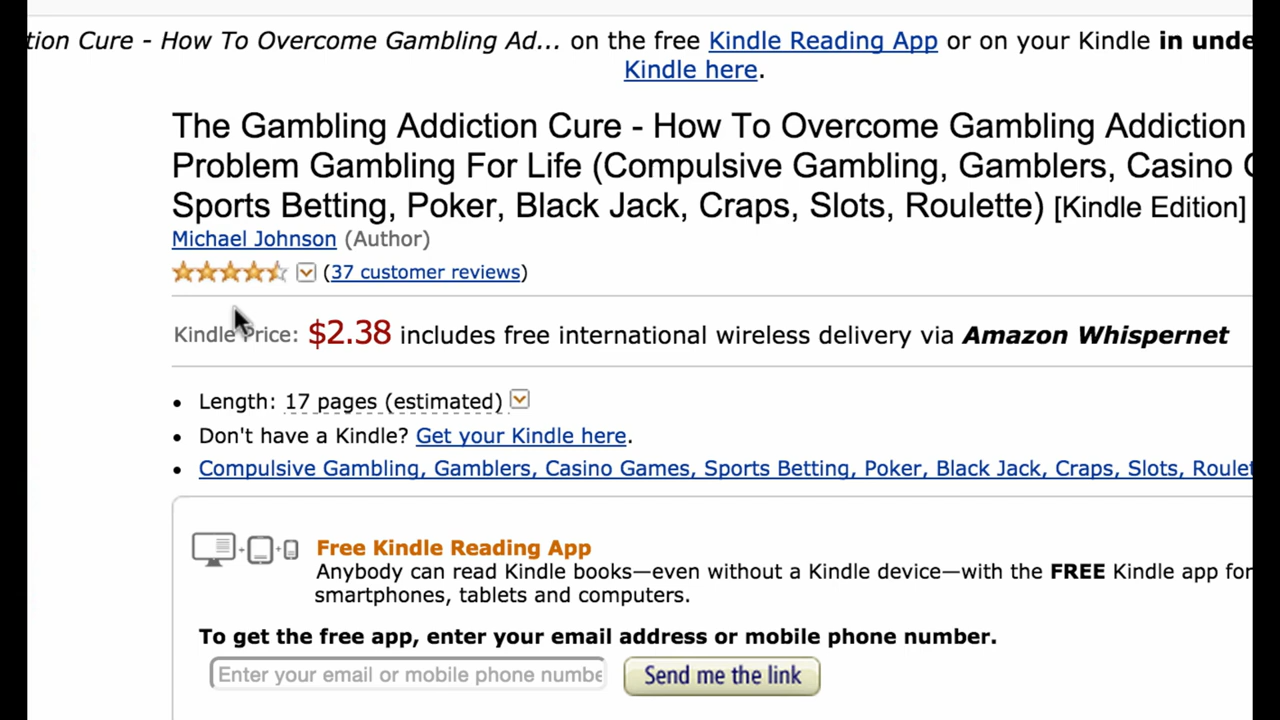 tion Cure - How To Overcome Gambling Ad... on the free Kindle Reading App or on your Kindle in unde
Kindle here.
The Gambling Addiction Cure - How To Overcome Gambling Addiction
Problem Gambling For Life (Compulsive Gambling, Gamblers, Casino
Sports Betting, Poker, Black Jack, Craps, Slots, Roulette) [Kindle Edition]
Michael Johnson (Author)
(37 customer reviews)
Kindle Price: $2.38 includes free international wireless delivery via Amazon Whispernet
• Length: 17 pages (estimated)
• Don't have a Kindle? Get your Kindle here.
• Compulsive Gambling, Gamblers, Casino Games, Sports Betting, Poker, Black Jack, Craps, Slots, Roulet
Free Kindle Reading App
Anybody can read Kindle books—even without a Kindle device—with the FREE Kindle app for
smartphones, tablets and computers.
To get the free app, enter your email address or mobile phone number.
Enter your email or mobile phone numbe
Send me the link